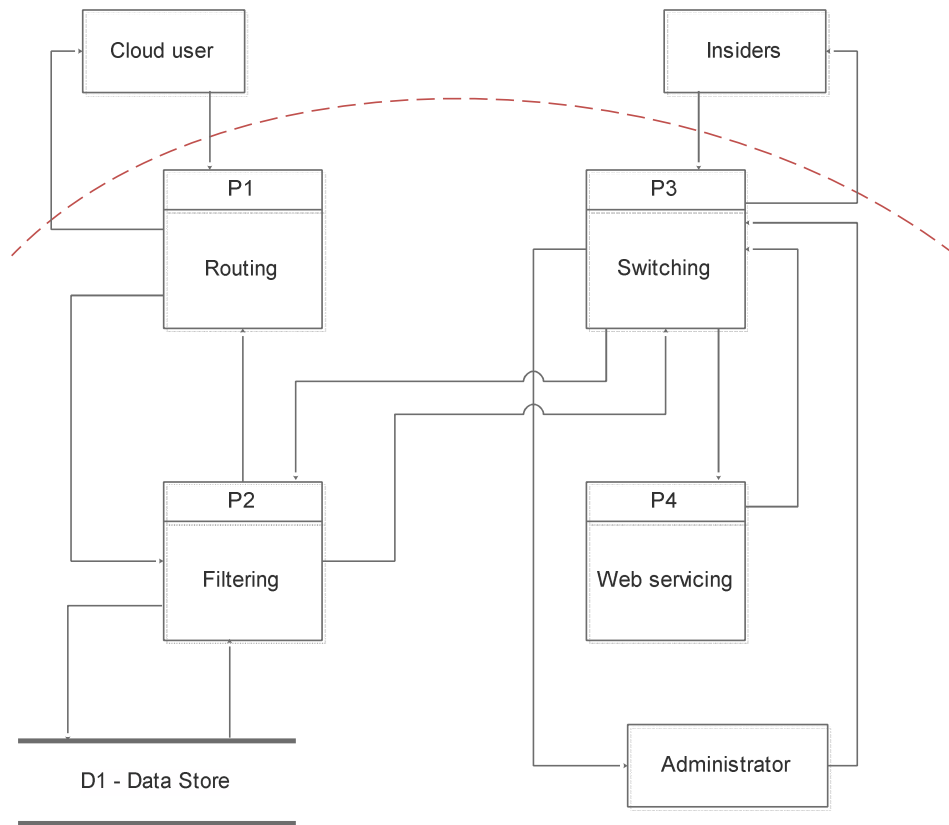 Cloud user
Insiders
P1
Routing
P3
Switching
P2
Filtering
P4
Web servicing
D1 - Data Store
Administrator